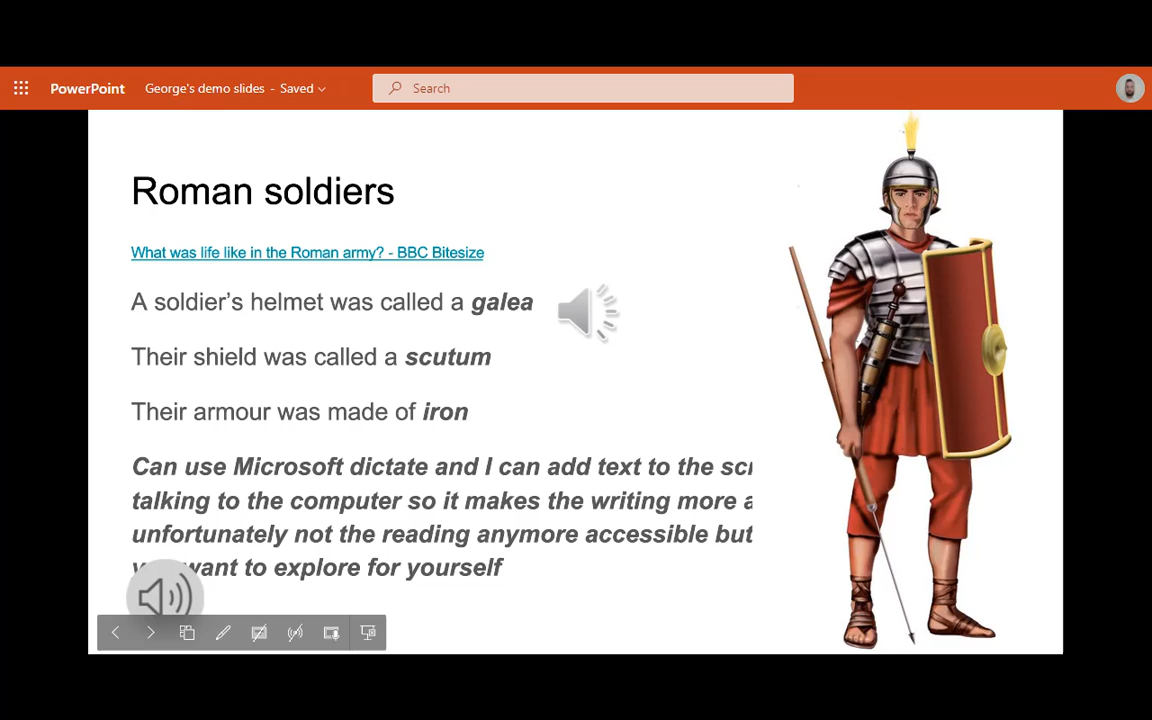 PowerPoint George's demo slides - Saved Search
Roman soldiers
What was life like in the Roman army? - BBC Bitesize
A soldier’s helmet was called a galea
Their shield was called a scutum
Their armour was made of iron
Can use Microsoft dictate and I can add text to the
talking to the computer so it makes the writing more
unfortunately not the reading anymore accessible but
want to explore for yourself